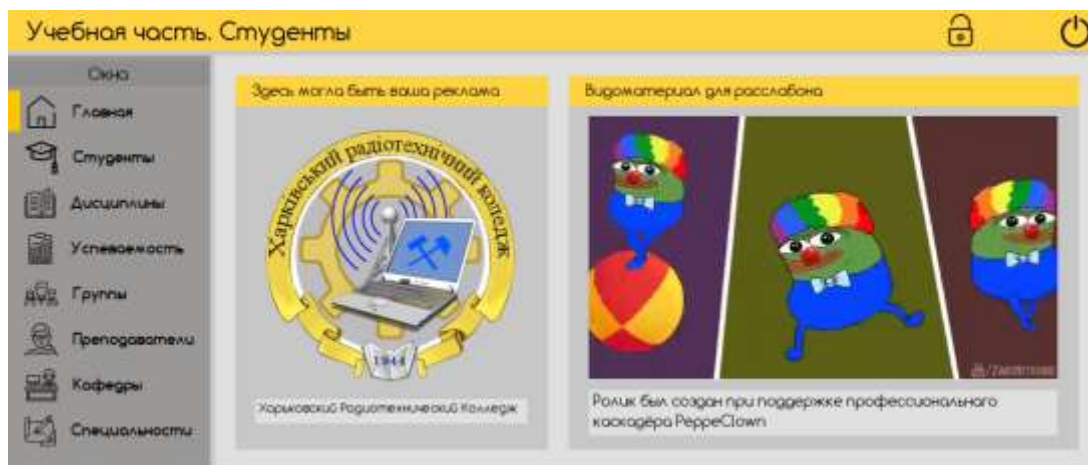 Учебная часть. Студенты
Окна
Главная
Студенты
Дисциплины
Успеваемость
Группы
Преподаватели
Кафедры
Специальности
Здесь могла быть ваша реклама
Харківський радіотехнічний коледж
1944
Харьковский Радиотехнический Колледж
Видоматериал для расслабона
Ролик был создан при поддержке профессионального
каскадёра PeppeClown